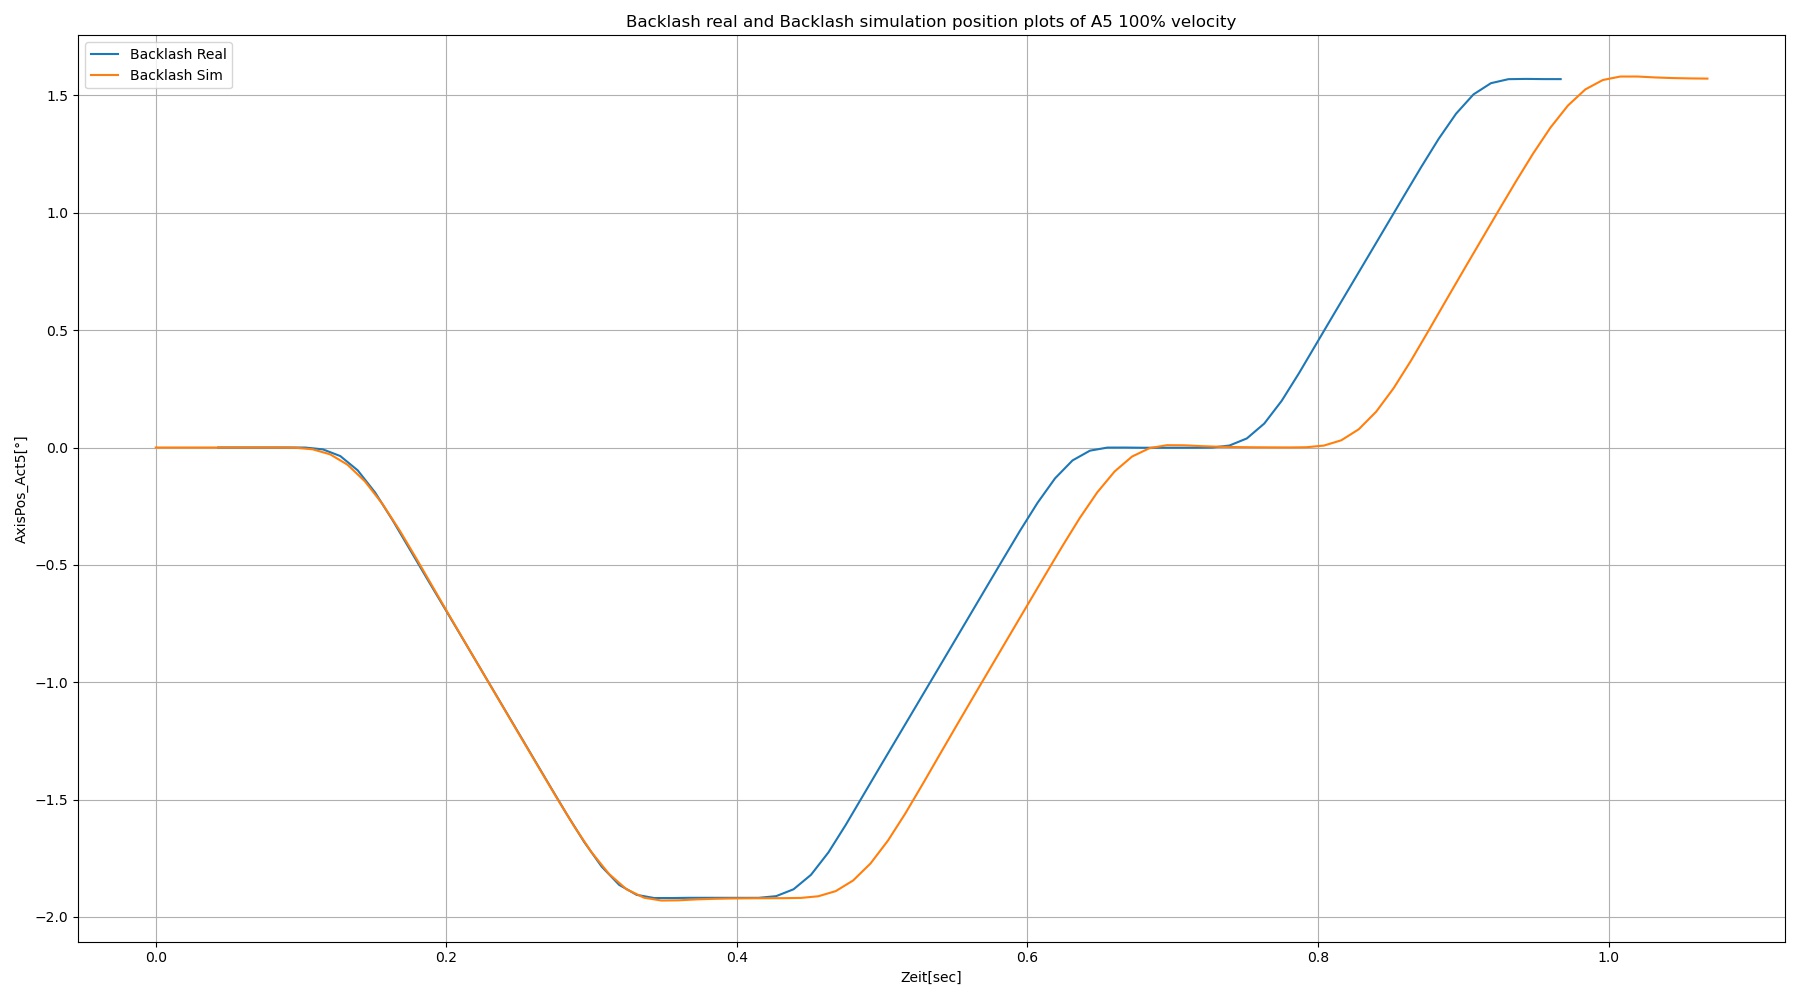 Backlash real and Backlash simulation position plots of A5 100% velocity
Backlash Real
Backlash Sim
1.5
1.0
0.5
0.0
−0.5
−1.0
−1.5
−2.0
AxisPos_Act5[°]
0.0 0.2 0.4 0.6 0.8 1.0
Zeit[sec]